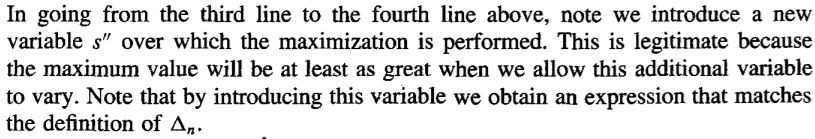 In going from the third line to the fourth line above, note we introduce a new
variable s″ over which the maximization is performed. This is legitimate because
the maximum value will be at least as great when we allow this additional variable
to vary. Note that by introducing this variable we obtain an expression that matches
the definition of Δₙ.